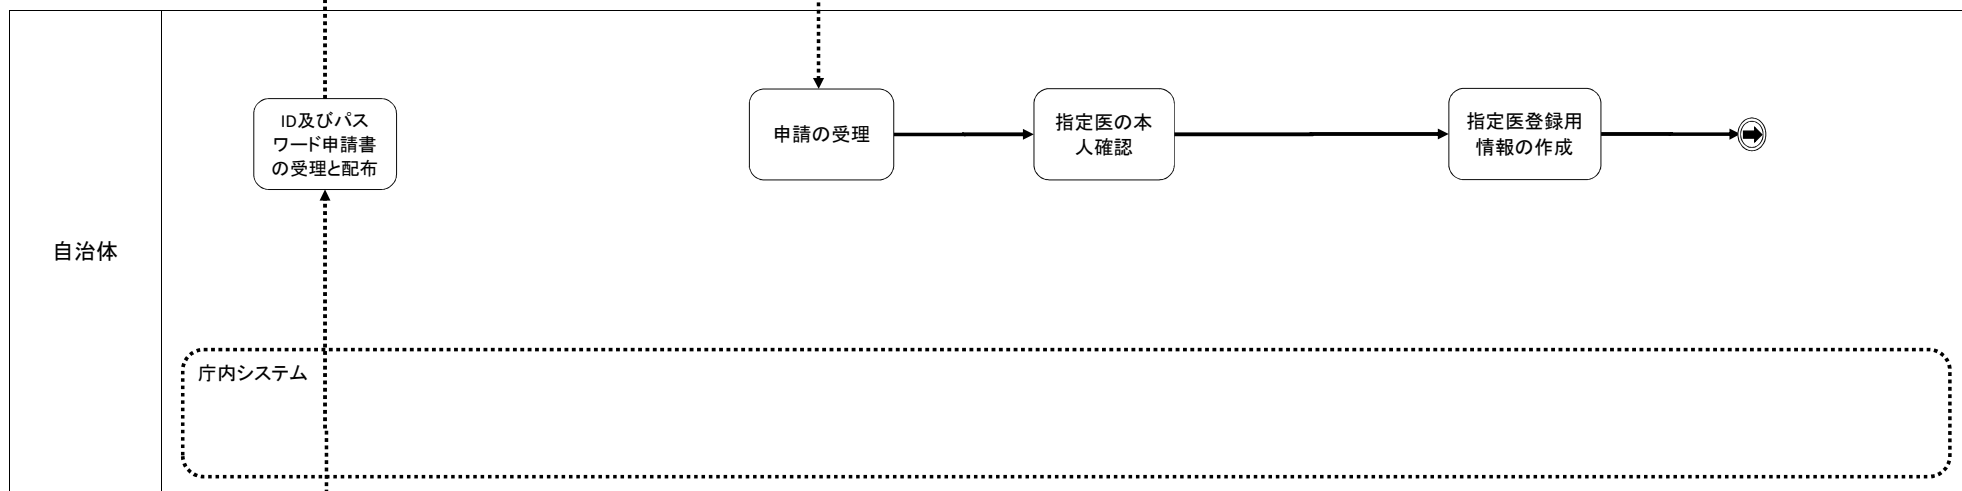 自治体
ID及びパス
ワード申請書
の受理と配布
申請の受理
指定医の本
人確認
指定医登録用
情報の作成
庁内システム